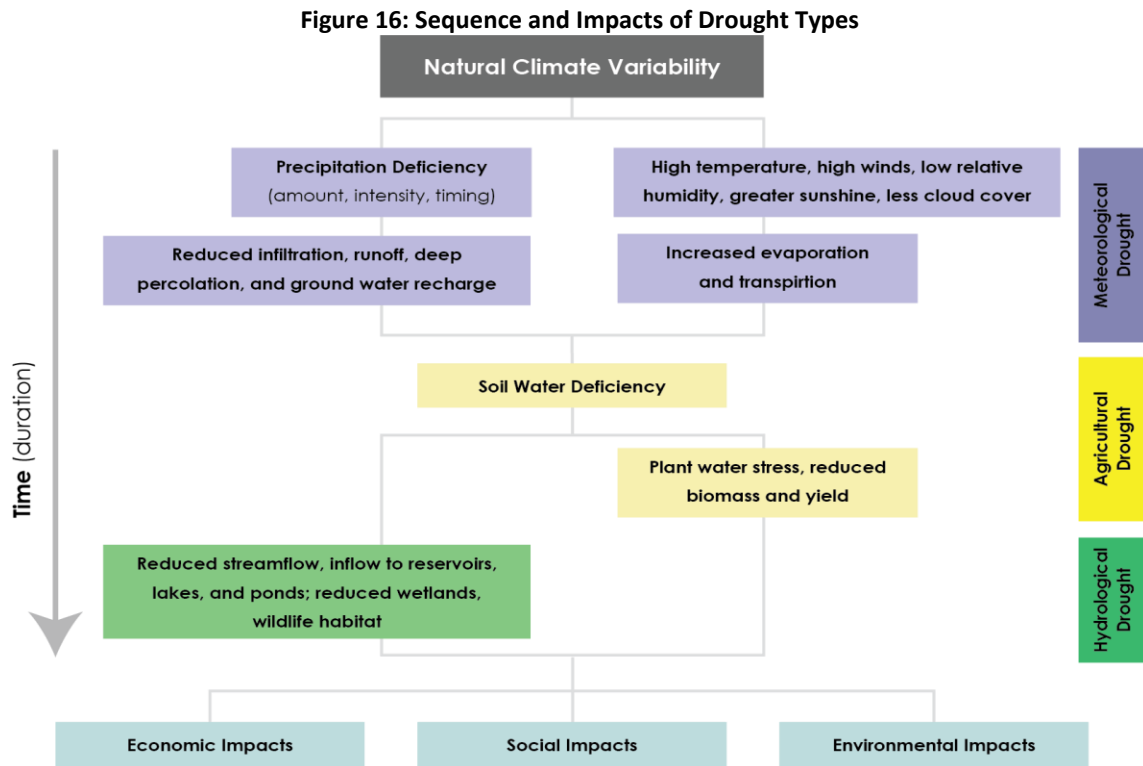 Figure 16: Sequence and Impacts of Drought Types
Natural Climate Variability
Precipitation Deficiency
(amount, intensity, timing)
High temperature, high winds, low relative
humidity, greater sunshine, less cloud cover
Reduced infiltration, runoff, deep
percolation, and ground water recharge
Increased evaporation
and transpirtion
Meteorological
Drought
Time (duration)
Soil Water Deficiency
Plant water stress, reduced
biomass and yield
Agricultural
Drought
Reduced streamflow, inflow to reservoirs,
lakes, and ponds; reduced wetlands,
wildlife habitat
Hydrological
Drought
Economic Impacts
Social Impacts
Environmental Impacts